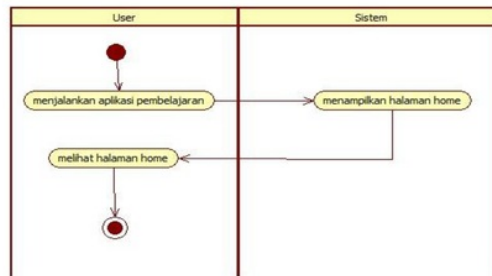 User
Sistem
menjalankan aplikasi pembelajaran
menampilkan halaman home
melihat halaman home